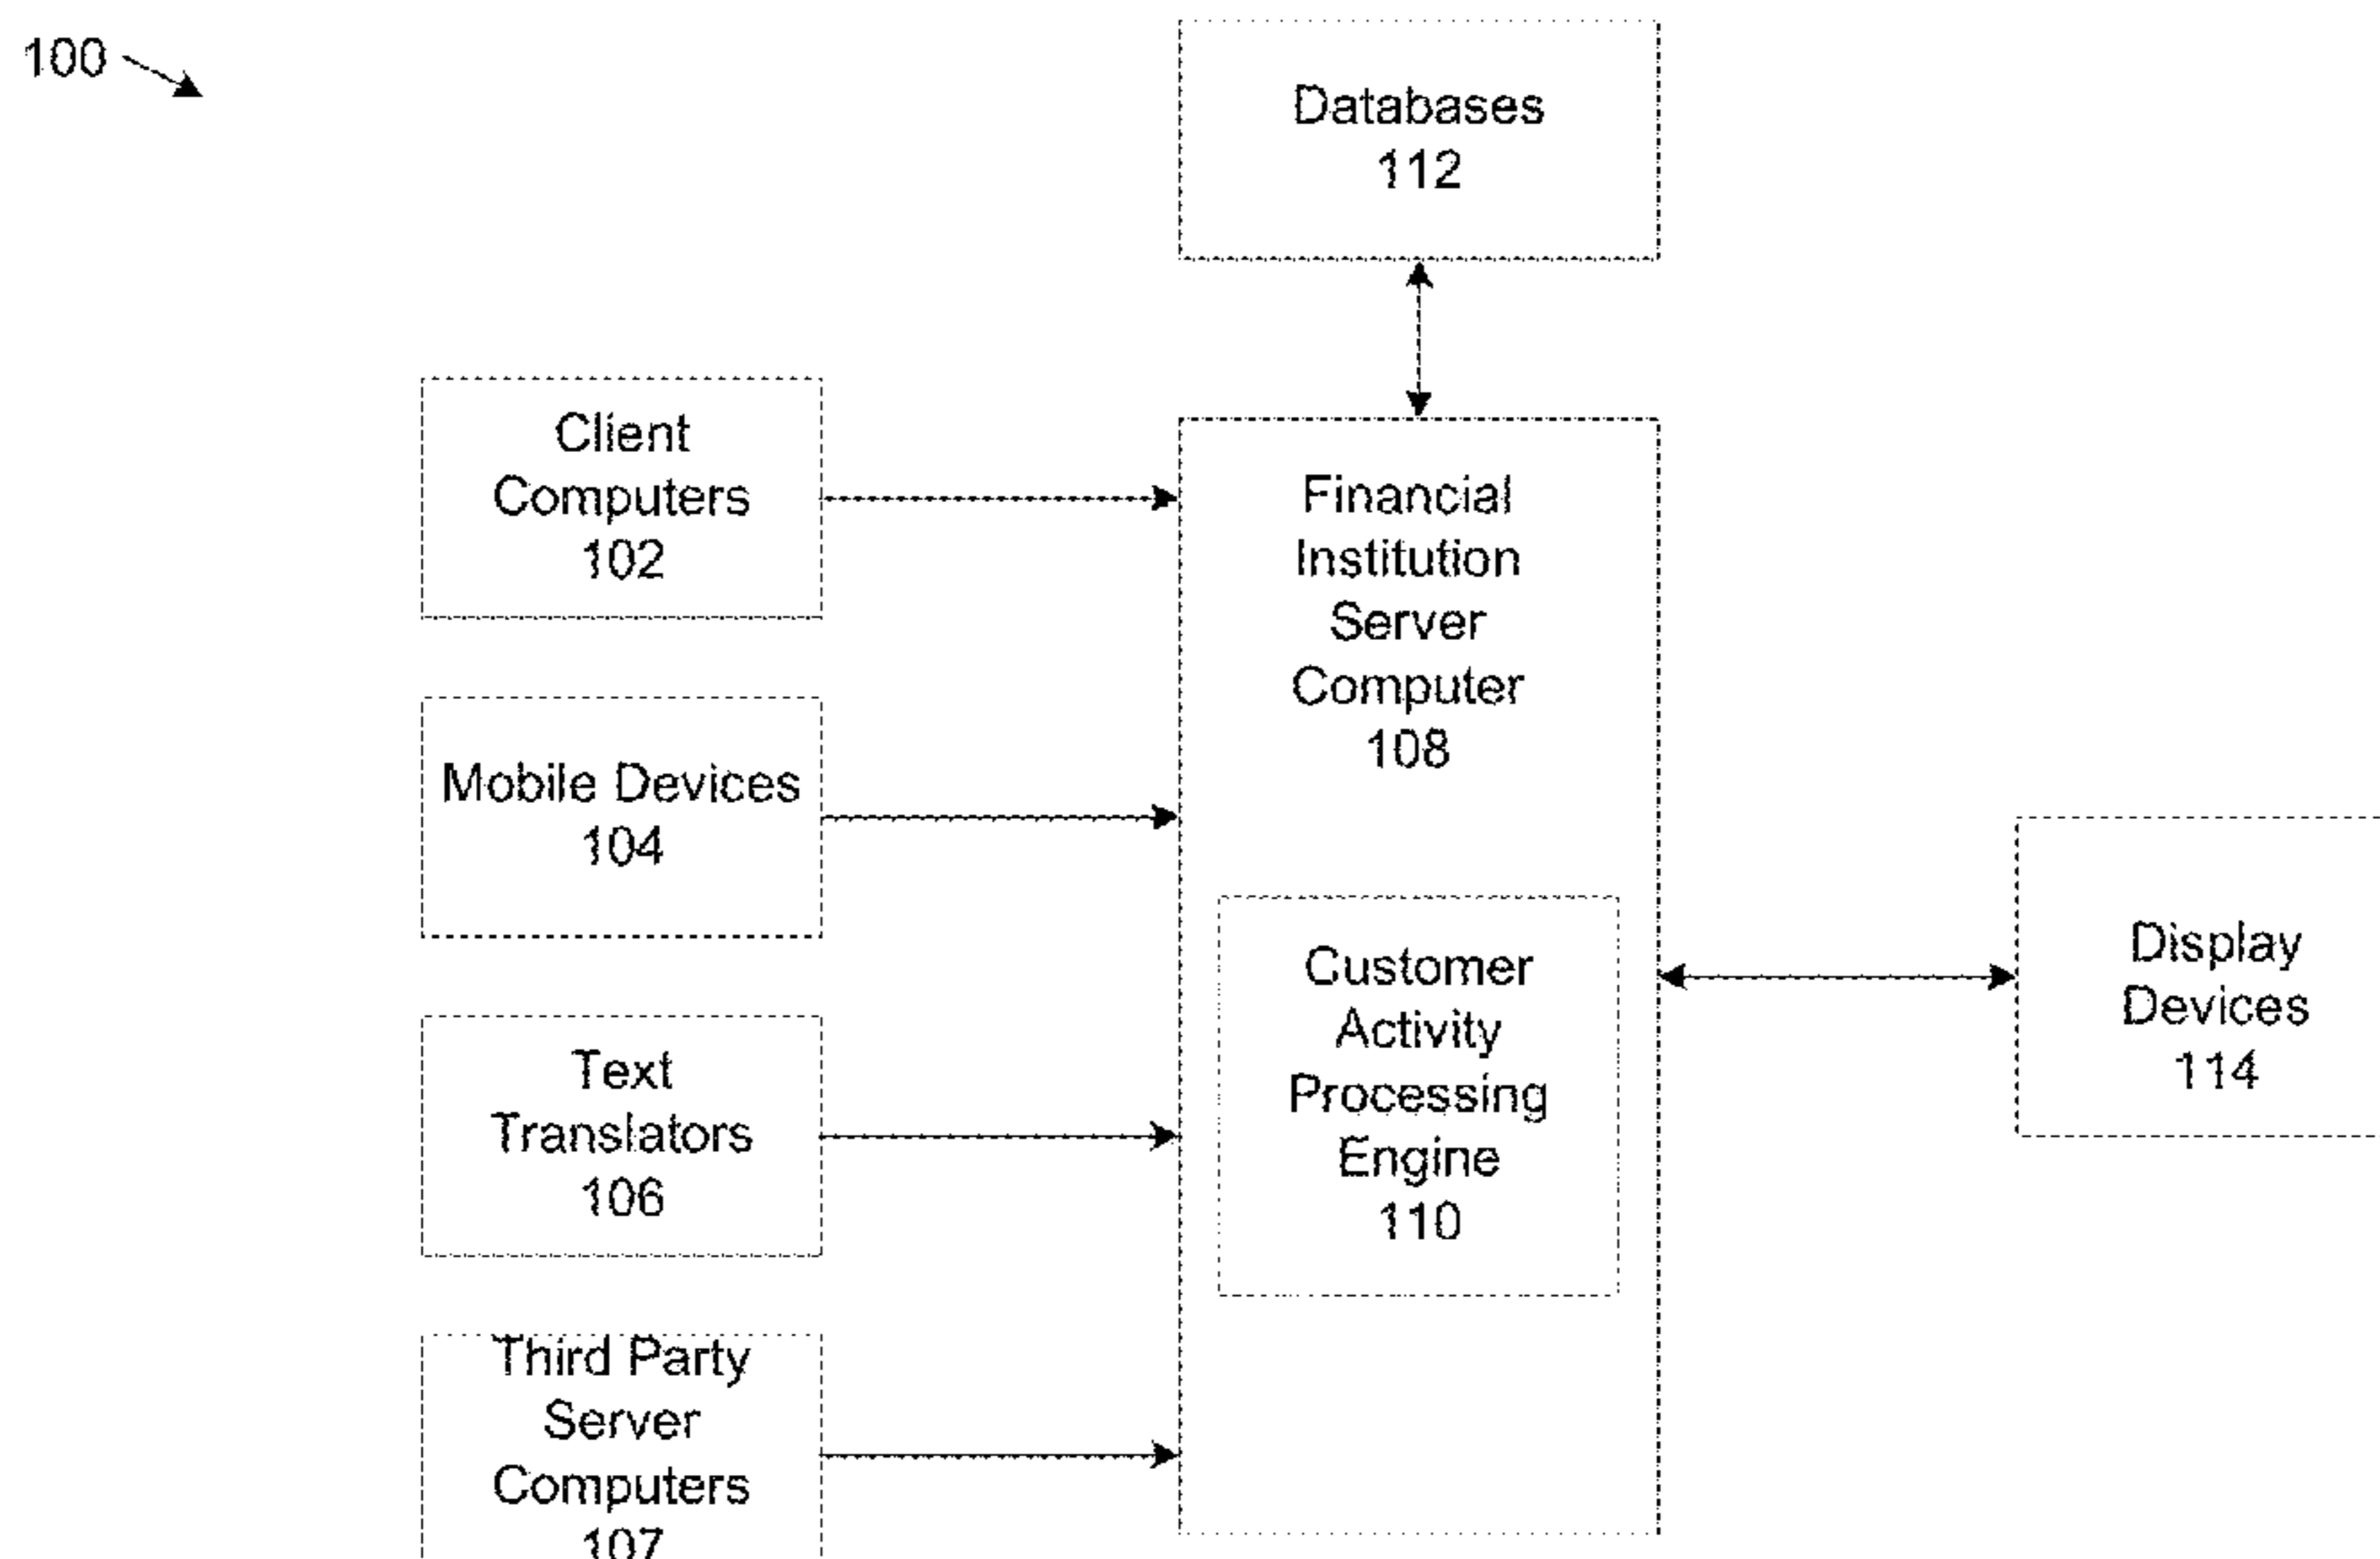 100
Databases
112
Client
Computers
102
Mobile Devices
104
Text
Translators
106
Third Party
Server
Computers
107
Financial
Institution
Server
Computer
108
Customer
Activity
Processing
Engine
110
Display
Devices
114